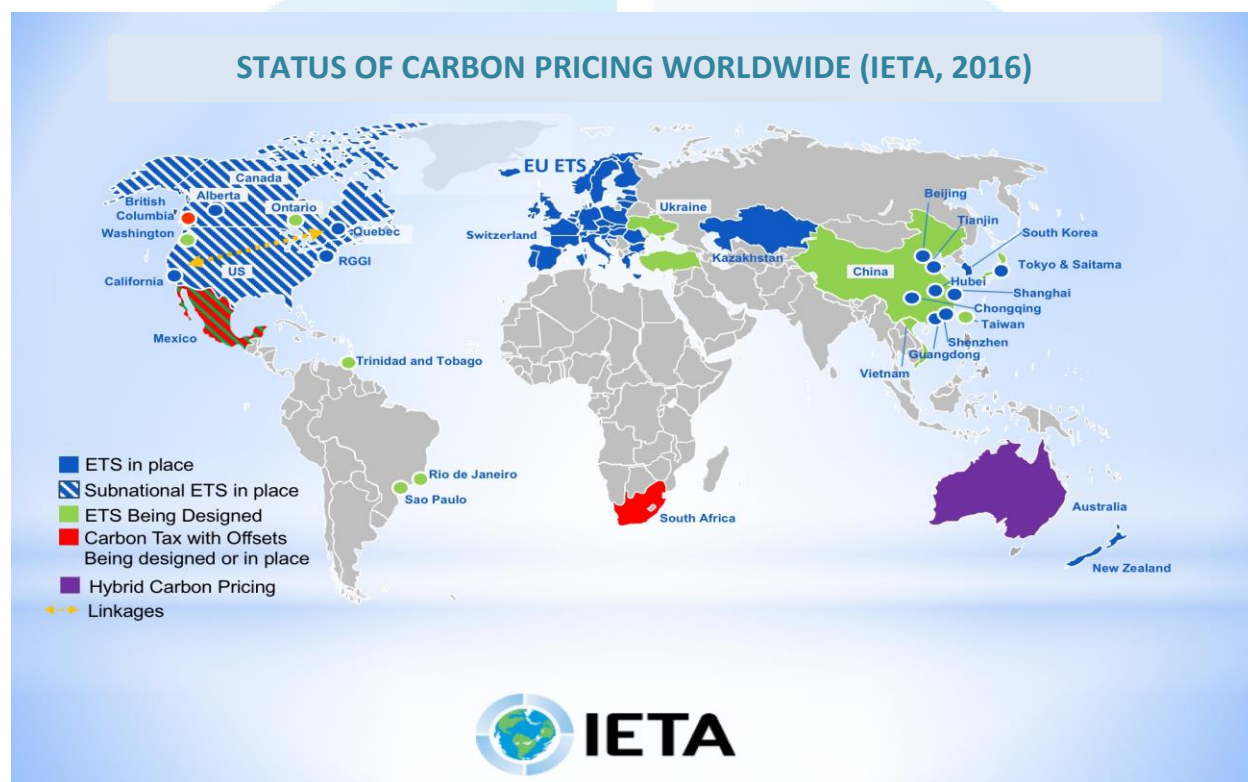 STATUS OF CARBON PRICING WORLDWIDE (IETA, 2016)
Canada
British
Columbia
Alberta
Ontario
Washington
Quebec
US
RGGI
California
Mexico
Trinidad and Tobago
Rio de Janeiro
Sao Paulo
EU ETS
Switzerland
Ukraine
Kazakhstan
Beijing
Tianjin
South Korea
China
Tokyo & Saitama
Hubei
Shanghai
Chongqing
Taiwan
Shenzhen
Guangdong
Vietnam
South Africa
Australia
New Zealand
ETS in place
Subnational ETS in place
ETS Being Designed
Carbon Tax with Offsets
Being designed or in place
Hybrid Carbon Pricing
Linkages
IETA